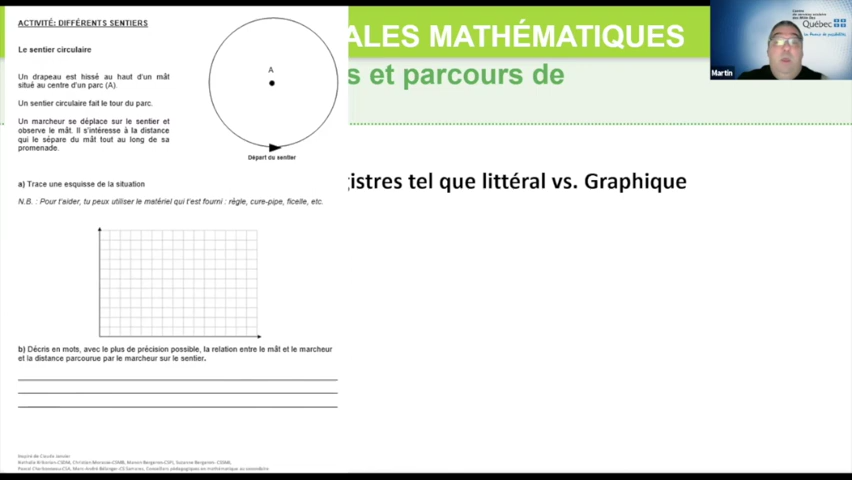 ACTIVITÉ: DIFFÉRENTS SENTIERS
ALES MATHÉMATIQUES
s et parcours de
Centre
de services scolaire
Québec
Martin
Le sentier circulaire
Un drapeau est hissé au haut d'un mât
situé au centre d'un parc (A).
Un sentier circulaire fait le tour du parc.
Un marcheur se déplace sur le sentier et
observe le mât. Il s'intéresse à la distance
qui le sépare du mât tout au long de sa
promenade.
A
Départ du sentier
gistres tel que littéral vs. Graphique
a) Trace une esquisse de la situation
N.B. : Pour t'aider, tu peux utiliser le matériel qui t'est fourni : règle, cure-pipe, ficelle, etc.
b) Décris en mots, avec le plus de précision possible, la relation entre le mât et le marcheur
et la distance parcourue par le marcheur sur le sentier.